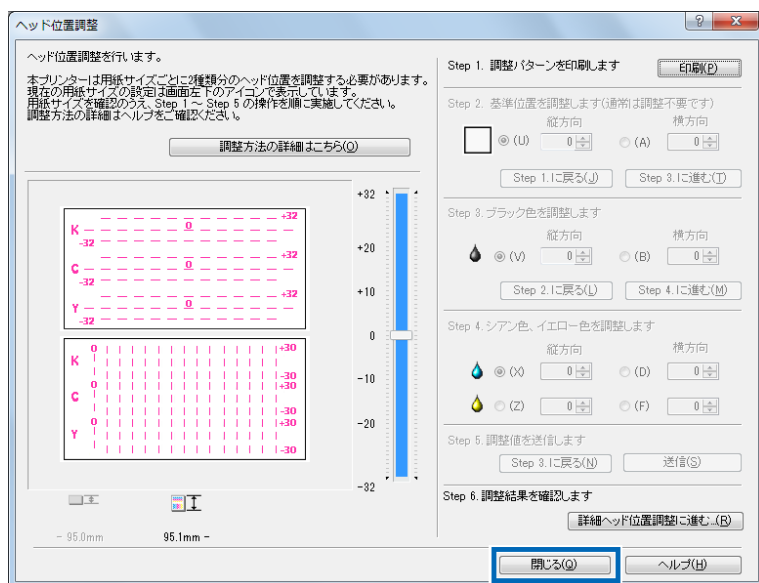 ヘッド位置調整
ヘッド位置調整を行います。
本プリンターは用紙サイズごとに2種類分のヘッド位置を調整する必要があります。
現在の用紙サイズの設定は画面左下のアイコンで表示しています。
用紙サイズを確認のうえ、Step 1 ～ Step 5 の操作を順に実施してください。
調整方法の詳細はヘルプをご確認ください。
調整方法の詳細はこちら(O)
+32
+20
+10
0
-10
-20
-32
K
0
+32
-32
C
0
+32
-32
Y
0
+32
-32
K
0
+30
-30
C
0
+30
-30
Y
0
+30
-30
- 95.0mm
95.1mm -
Step 1. 調整パターンを印刷します
印刷(P)
Step 2. 基準位置を調整します(通常は調整不要です)
縦方向 横方向
(U) 0 (A) 0
Step 1.に戻る(J) Step 3.に進む(T)
Step 3.ブラック色を調整します
縦方向 横方向
(V) 0 (B) 0
Step 2.に戻る(L) Step 4.に進む(M)
Step 4.シアン色、イエロー色を調整します
縦方向 横方向
(X) 0 (D) 0
(Z) 0 (F) 0
Step 5.調整値を送信します
Step 3.に戻る(N) 送信(S)
Step 6.調整結果を確認します
詳細ヘッド位置調整に進む...(R)
閉じる(Q) ヘルプ(H)